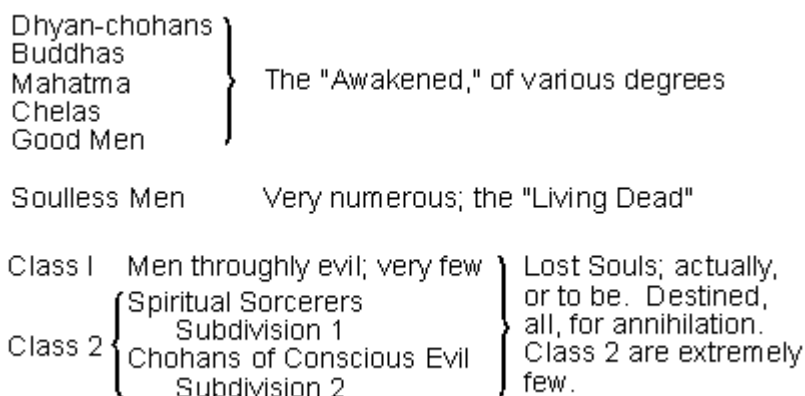 Dhyan-chohans
Buddhas
Mahatma
Chelas
Good Men
The "Awakened," of various degrees
Soulless Men Very numerous; the "Living Dead"
Class I Men throughly evil; very few
Class 2
Spiritual Sorcerers
Subdivision 1
Chohans of Conscious Evil
Subdivision 2
Lost Souls; actually,
or to be. Destined,
all, for annihilation.
Class 2 are extremely
few.